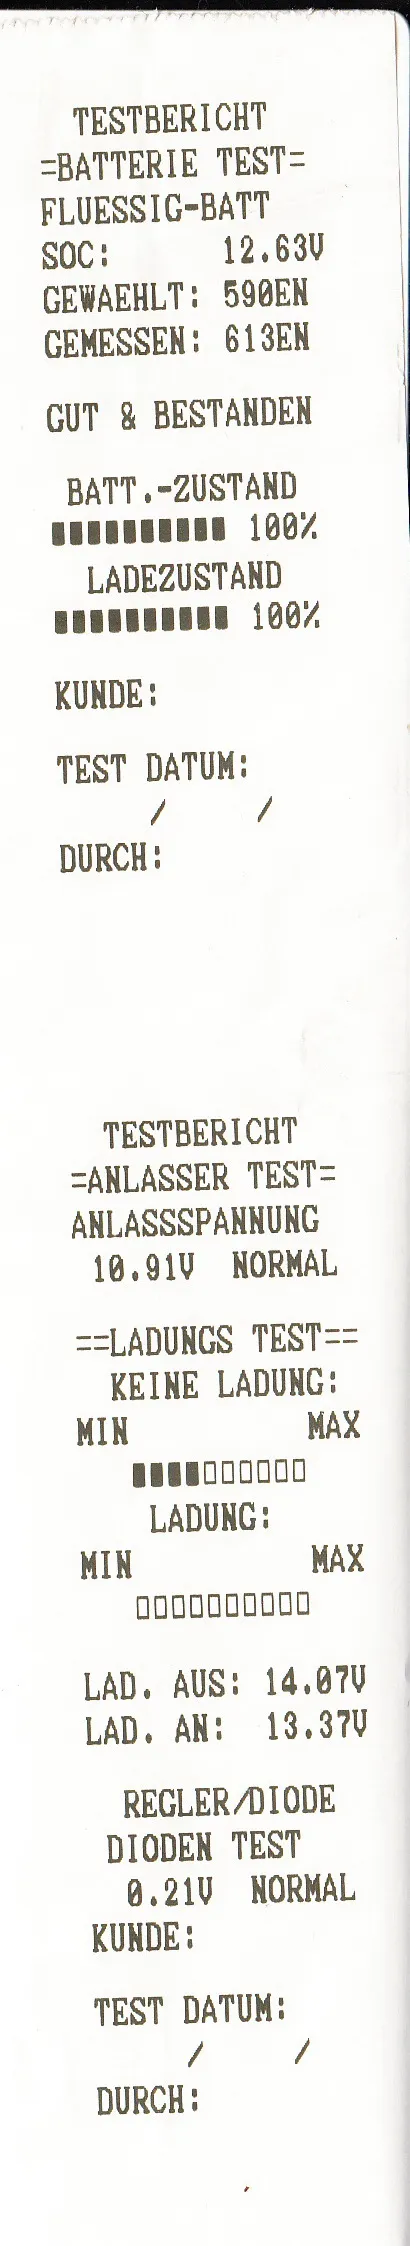 TESTBERICHT
=BATTERIE TEST=
FLUESSIG-BATT
SOC: 12.63V
GEWAEHLT: 590EN
GEMESSEN: 613EN
GUT & BESTANDEN
BATT.-ZUSTAND
100%
LADEZUSTAND
100%
KUNDE:
TEST DATUM:
/ /
DURCH:
TESTBERICHT
=ANLASSER TEST=
ANLASSSPANNUNG
10.91V NORMAL
==LADUNGS TEST==
KEINE LADUNG:
MIN MAX
LADUNG:
MIN MAX
LAD. AUS: 14.07V
LAD. AN: 13.37V
REGLER/DIODE
DIODEN TEST
0.21V NORMAL
KUNDE:
TEST DATUM:
/ /
DURCH: